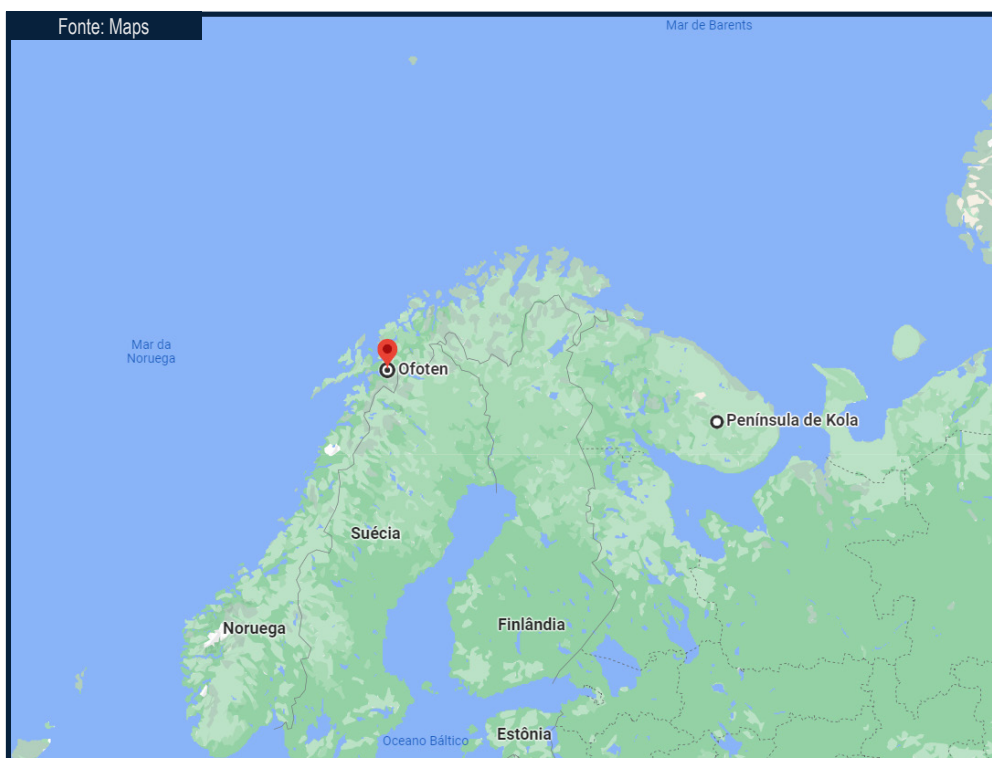 Fonte: Maps
Mar de Barents
Mar da
Noruega
Ofoten
Península de Kola
Suécia
Noruega
Finlândia
Estônia
Oceano Báltico